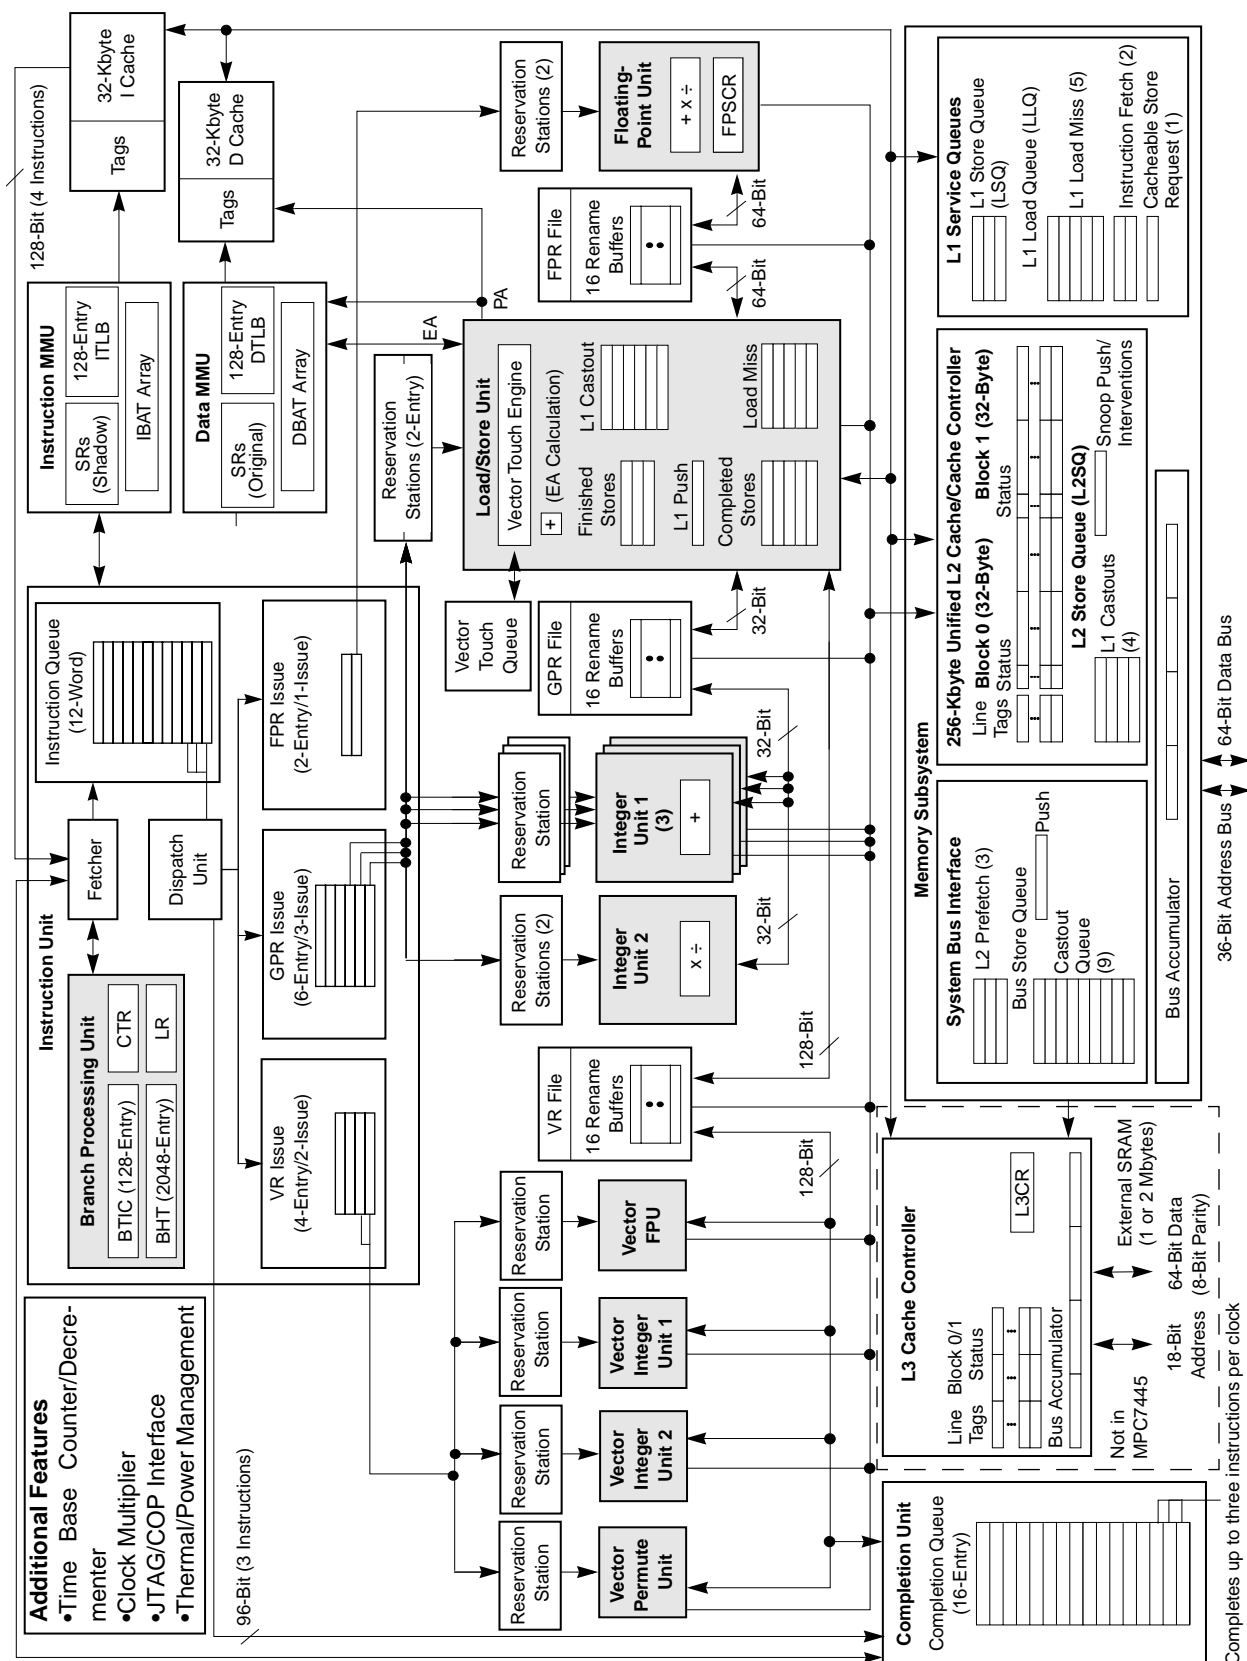 Additional Features
•Time Base Counter/Decre-
menter
•Clock Multiplier
•JTAG/COP Interface
•Thermal/Power Management
96-Bit (3 Instructions)
Instruction Unit
Branch Processing Unit
BTIC (128-Entry)
CTR
BHT (2048-Entry)
LR
Fetcher
Dispatch
Unit
Instruction Queue
(12-Word)
VR Issue
(4-Entry/2-Issue)
GPR Issue
(6-Entry/3-Issue)
FPR Issue
(2-Entry/1-Issue)
Instruction MMU
SRs
(Shadow)
128-Entry
ITLB
IBAT Array
Data MMU
SRs
(Original)
128-Entry
DTLB
DBAT Array
128-Bit (4 Instructions)
Tags
32-Kbyte
I Cache
Tags
32-Kbyte
D Cache
EA
PA
Reservation
Station
Reservation
Station
Reservation
Station
Reservation
Station
Reservation
Stations (2)
Reservation
Station
Reservation
Stations (2-Entry)
Reservation
Stations (2)
Vector
Permute
Unit
Vector
Integer
Unit 2
Vector
Integer
Unit 1
Vector
FPU
VR File
16 Rename
Buffers
128-Bit
128-Bit
Integer
Unit 2
x ÷
Integer
Unit 1
(3)
+
32-Bit
32-Bit
GPR File
16 Rename
Buffers
32-Bit
Vector
Touch
Queue
Load/Store Unit
Vector Touch Engine
+
(EA Calculation)
Finished
Stores
L1 Castout
L1 Push
Completed
Stores
Load Miss
FPR File
16 Rename
Buffers
64-Bit
64-Bit
Floating-
Point Unit
+ x ÷
FPSCR
Completion Unit
Completion Queue
(16-Entry)
Completes up to three instructions per clock
L3 Cache Controller
Line
Tags
Block 0/1
Status
L3CR
Bus Accumulator
Not in
MPC7445
18-Bit
Address
64-Bit Data
(8-Bit Parity)
External SRAM
(1 or 2 Mbytes)
Memory Subsystem
System Bus Interface
L2 Prefetch (3)
Bus Store Queue
Castout
Queue
(9)
Push
Bus Accumulator
256-Kbyte Unified L2 Cache/Cache Controller
Line
Tags
Block 0 (32-Byte)
Status
Block 1 (32-Byte)
Status
L2 Store Queue (L2SQ)
L1 Castouts
(4)
Snoop Push/
Interventions
L1 Service Queues
L1 Store Queue
(LSQ)
L1 Load Queue (LLQ)
L1 Load Miss (5)
Instruction Fetch (2)
Cacheable Store
Request (1)
36-Bit Address Bus
64-Bit Data Bus